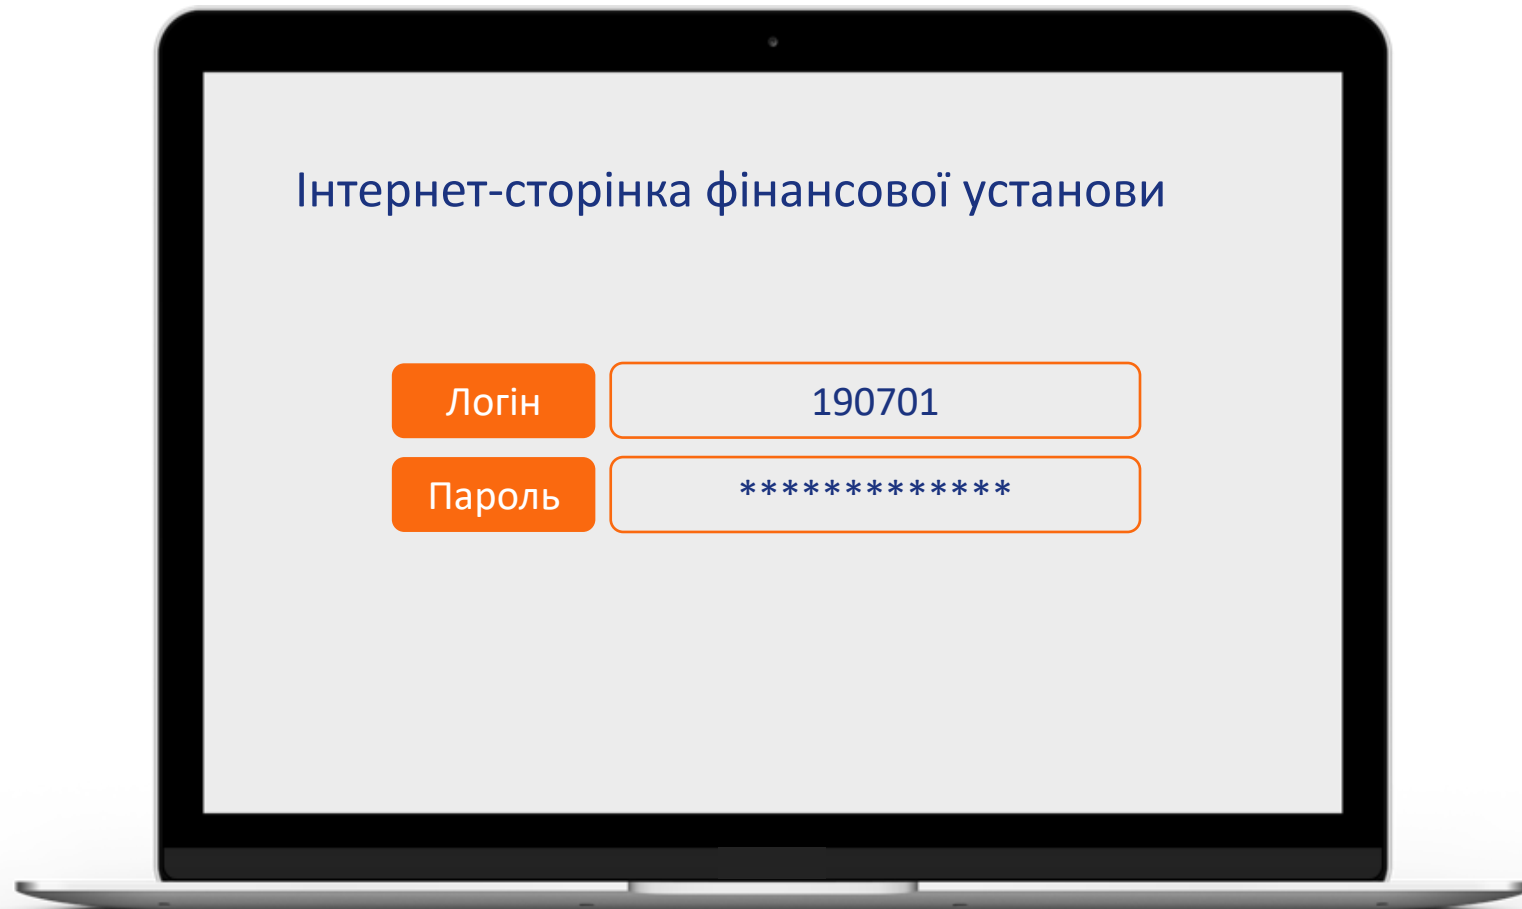 Інтернет-сторінка фінансової установи
Логін 190701
Пароль *************